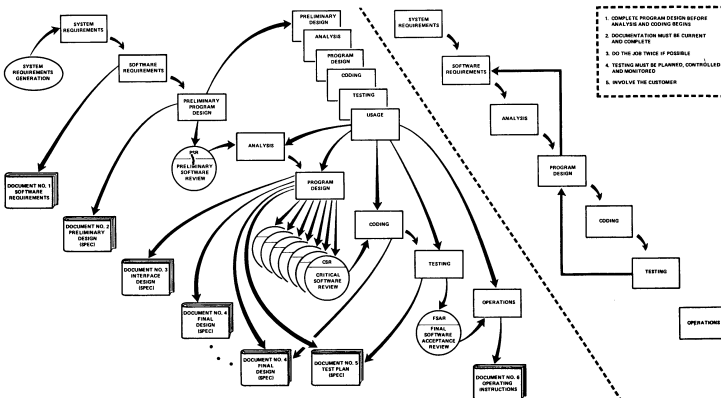 SYSTEM
REQUIREMENTS
SYSTEM
REQUIREMENTS
GENERATION
SOFTWARE
REQUIREMENTS
PRELIMINARY
PROGRAM
DESIGN
PRELIMINARY
DESIGN
ANALYSIS
PROGRAM
DESIGN
CODING
TESTING
USAGE
PSR
PRELIMINARY
SOFTWARE
REVIEW
ANALYSIS
PROGRAM
DESIGN
CSR
CRITICAL
SOFTWARE
REVIEW
CODING
TESTING
FSAR
FINAL
SOFTWARE
ACCEPTANCE
REVIEW
OPERATIONS
DOCUMENT NO. 1
SOFTWARE
REQUIREMENTS
DOCUMENT NO. 2
PRELIMINARY
DESIGN
(SPEC)
DOCUMENT NO. 3
INTERFACE
DESIGN
(SPEC)
DOCUMENT NO. 4
FINAL
DESIGN
(SPEC)
DOCUMENT NO. 4
FINAL
DESIGN
(SPEC)
DOCUMENT NO. 5
TEST PLAN
(SPEC)
DOCUMENT NO. 6
OPERATING
INSTRUCTIONS
SYSTEM
REQUIREMENTS
SOFTWARE
REQUIREMENTS
ANALYSIS
PROGRAM
DESIGN
CODING
TESTING
OPERATIONS
1. COMPLETE PROGRAM DESIGN BEFORE
ANALYSIS AND CODING BEGINS
2. DOCUMENTATION MUST BE CURRENT
AND COMPLETE
3. DO THE JOB TWICE IF POSSIBLE
4. TESTING MUST BE PLANNED, CONTROLLED
AND MONITORED
5. INVOLVE THE CUSTOMER